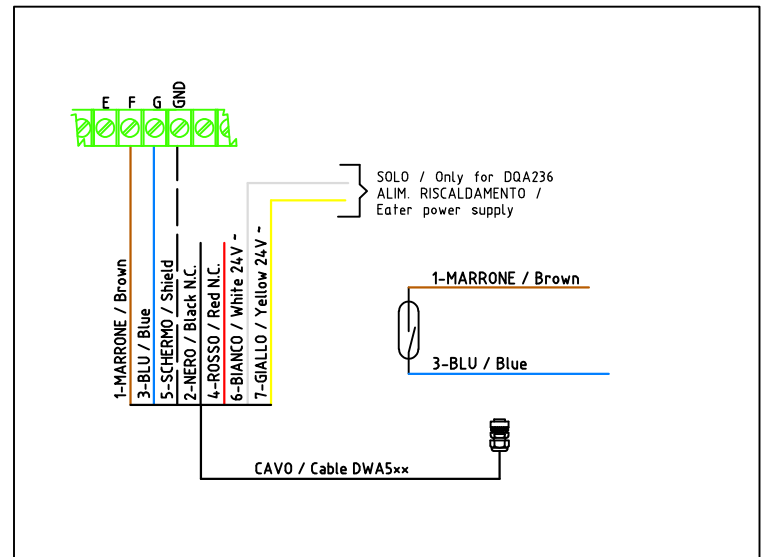 E F G GND
SOLO / Only for DQA236
ALIM. RISCALDAMENTO /
Eater power supply
1-MARRONE / Brown
3-BLU / Blue
5-SCHERMO / Shield
2-NERO / Black N.C.
4-ROSSO / Red N.C.
6-BIANCO / White 24V ~
7-GIALLO / Yellow 24V ~
1-MARRONE / Brown
3-BLU / Blue
CAVO / Cable DWA5××